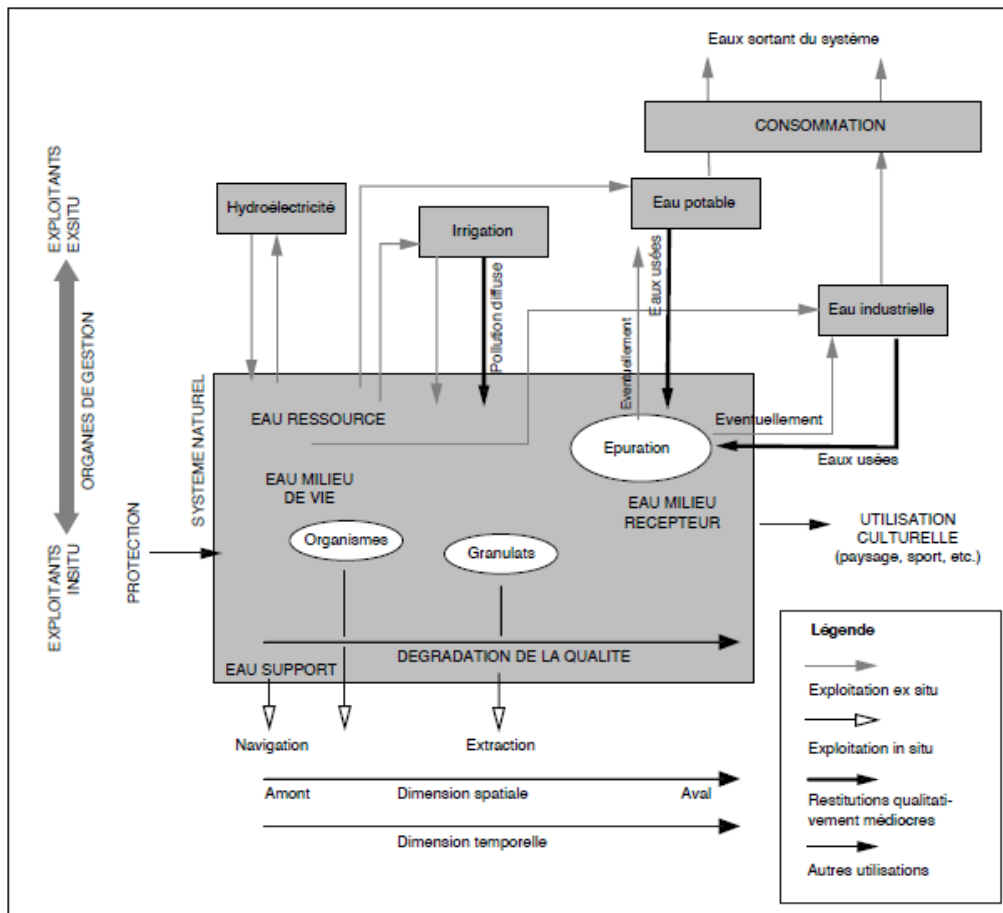 Eaux sortant du système
CONSOMMATION
Hydroélectricité
Eau potable
Irrigation
Eau industrielle
EXPLOITANTS
EXSITU
ORGANES DE GESTION
EXPLOITANTS
INSITU
PROTECTION
SYSTEME NATUREL
Pollution diffuse
Eventuellement
Eaux usées
EAU RESSOURCE
Epuration
Eventuellement
Eaux usées
EAU MILIEU
DE VIE
EAU MILIEU
RECEPTEUR
Organismes
Granulats
UTILISATION
CULTURELLE
(paysage, sport, etc.)
DEGRADATION DE LA QUALITE
EAU SUPPORT
Navigation
Extraction
Amont
Dimension spatiale
Aval
Dimension temporelle
Légende
Exploitation ex situ
Exploitation in situ
Restitutions qualitati-
vement médiocres
Autres utilisations